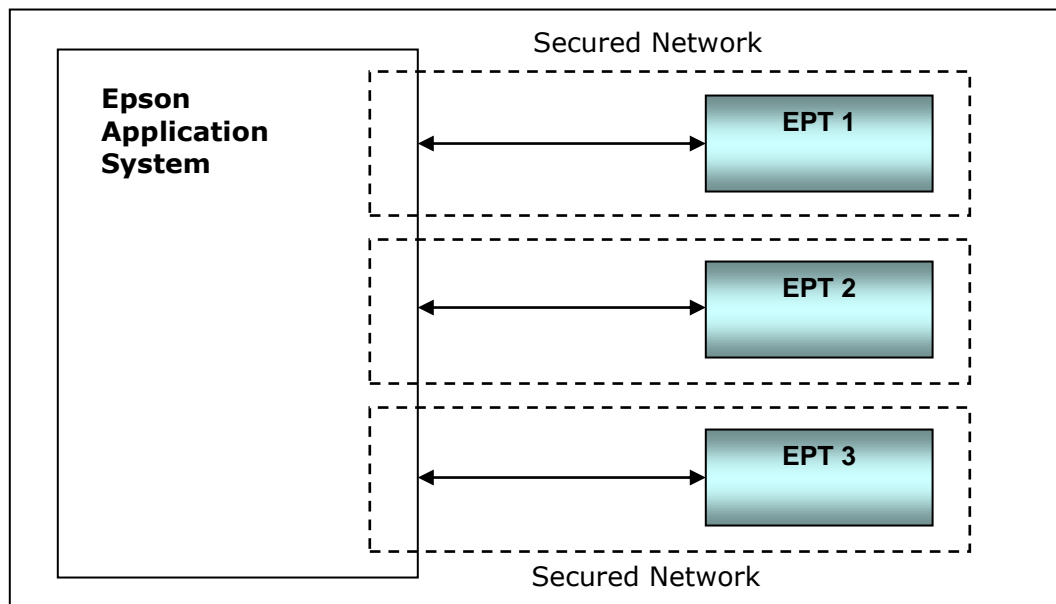 Secured Network
Epson
Application
System
EPT 1
EPT 2
EPT 3
Secured Network